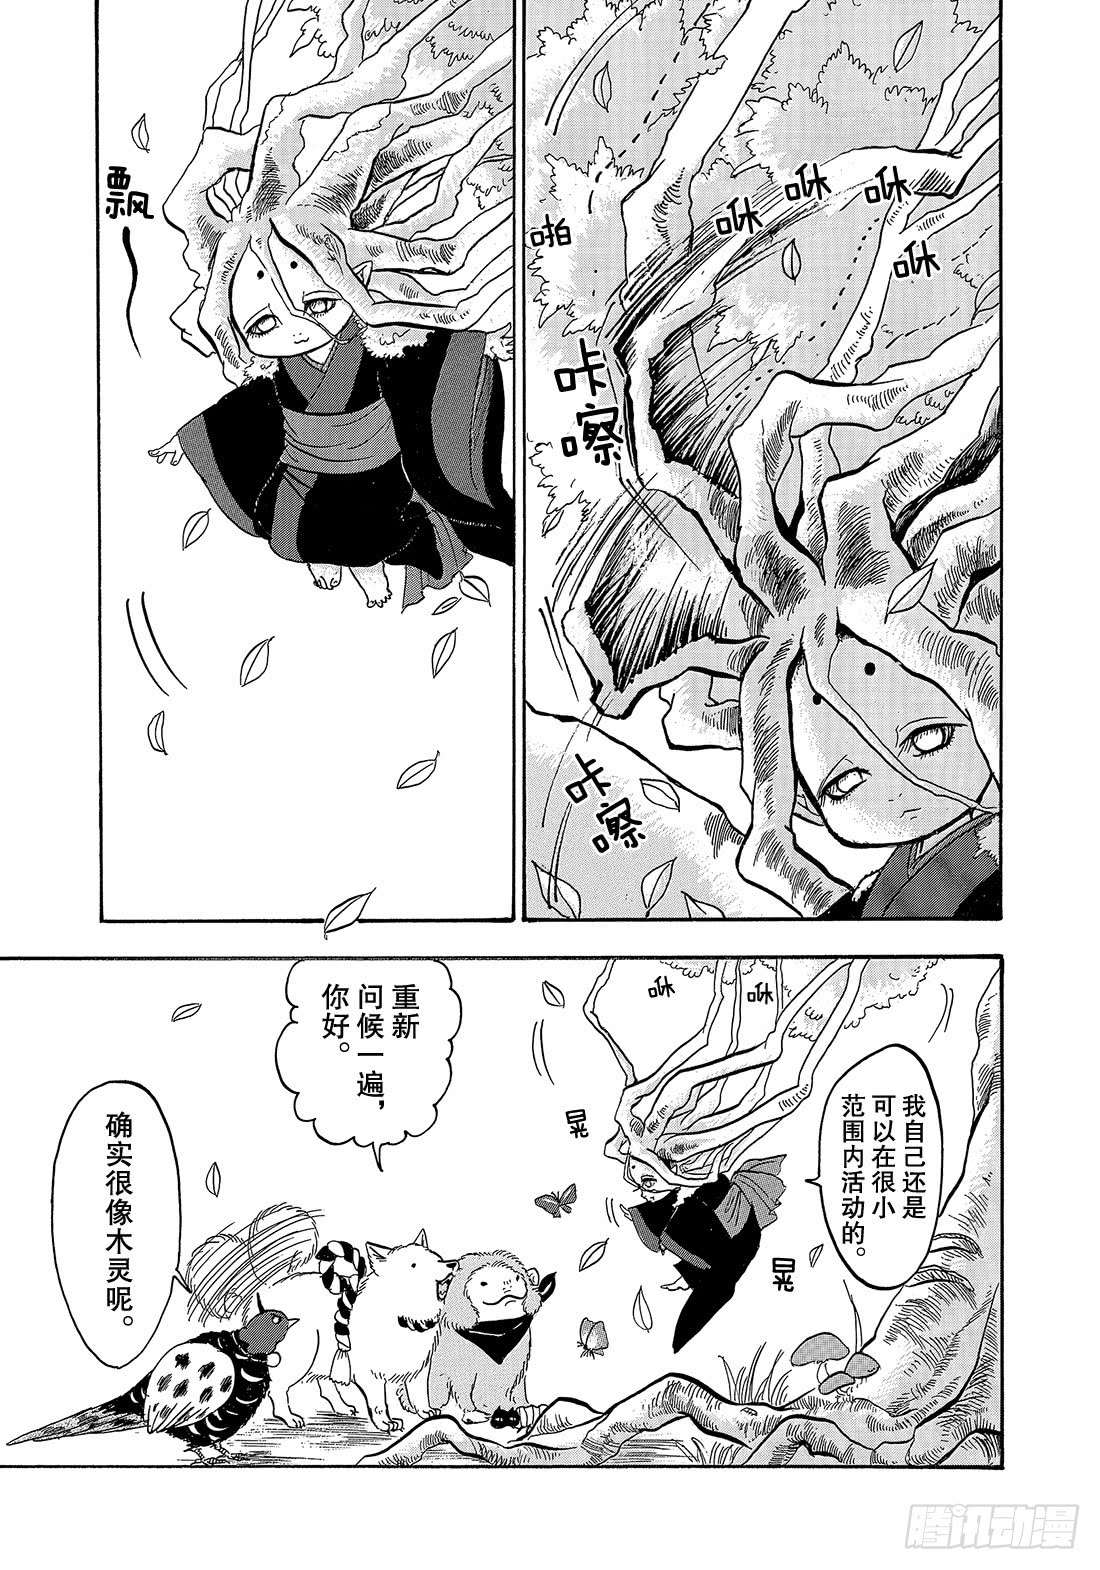 咻
咻
咻
咻
啪
咔嚓
咔嚓
飘
咻
咻
我自己还是
可以在很小
范围内活动的。
晃
晃
重新
问候一遍，
你好。
确实很像木灵呢。
腾讯动漫